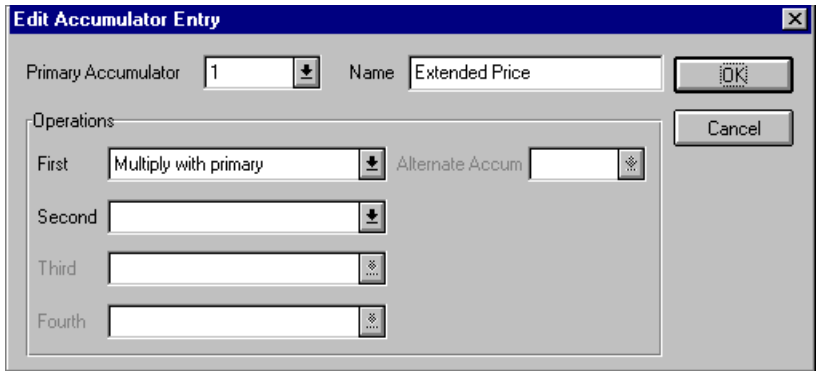 Edit Accumulator Entry
Primary Accumulator 1 Name Extended Price OK
Operations Cancel
First Multiply with primary Alternate Accum
Second
Third
Fourth